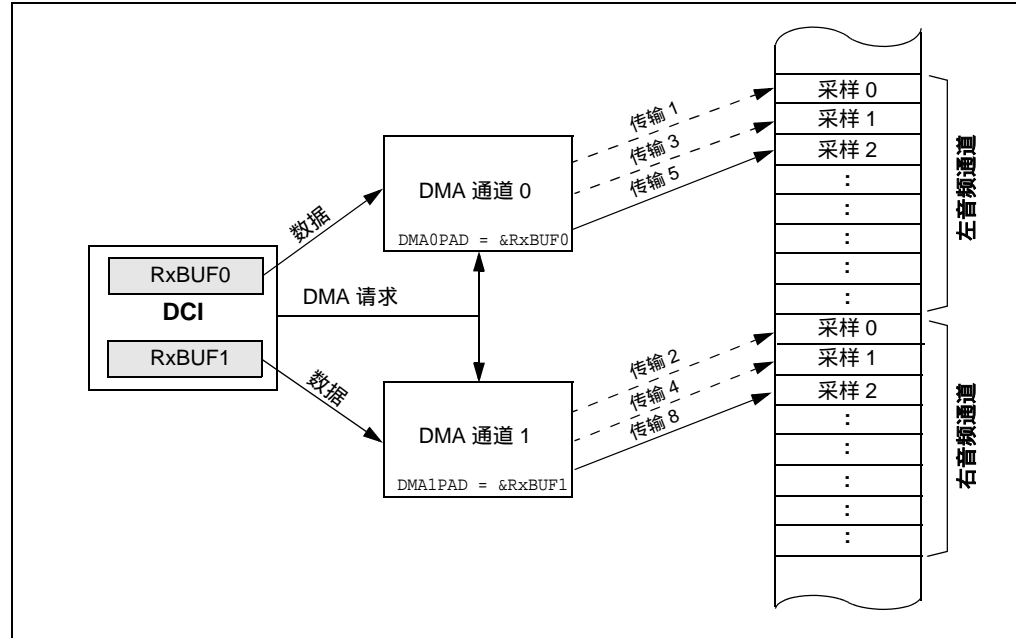 RxBUF0
DCI
RxBUF1
数据
数据
DMA 请求
DMA 通道 0
DMA0PAD = &RxBUF0
DMA 通道 1
DMA1PAD = &RxBUF1
传输 1
传输 3
传输 5
传输 2
传输 4
传输 8
采样 0
采样 1
采样 2
:
:
:
:
:
采样 0
采样 1
采样 2
:
:
:
:
:
左音频通道
右音频通道